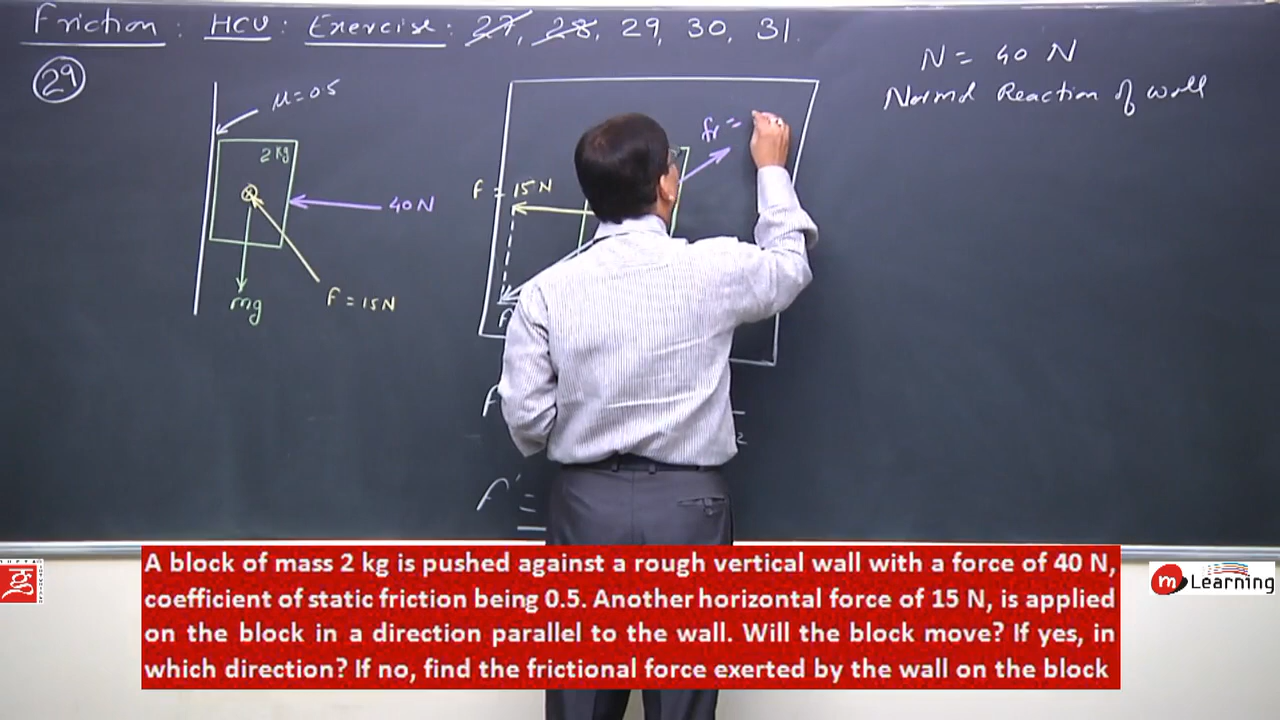 Friction : HCU : Exercise : 27, 28, 29, 30, 31.
29
μ = 0.5
2 kg
40 N
mg
F = 15 N
F = 15 N
fr =
f' =
2
N = 40 N
Normal Reaction of wall
A block of mass 2 kg is pushed against a rough vertical wall with a force of 40 N,
coefficient of static friction being 0.5. Another horizontal force of 15 N, is applied
on the block in a direction parallel to the wall. Will the block move? If yes, in
which direction? If no, find the frictional force exerted by the wall on the block
m Learning